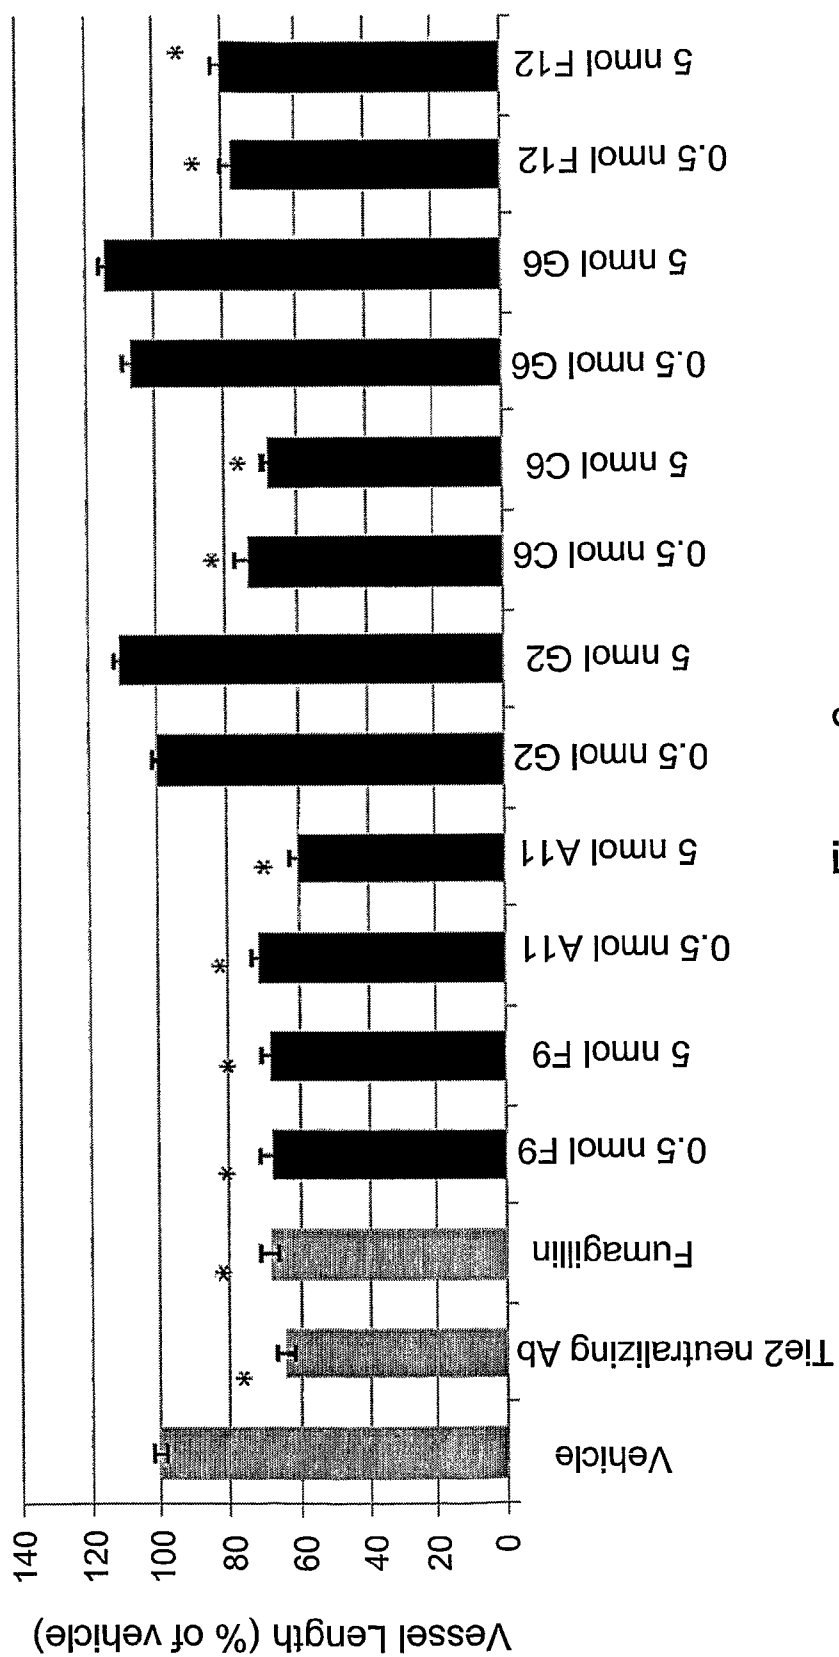 Vessel Length (% of vehicle)
140
120
100
80
60
40
20
0
Vehicle
Tie2 neutralizing Ab
*
Fumagillin
*
0.5 nmol F9
*
5 nmol F9
*
0.5 nmol A11
*
5 nmol A11
*
0.5 nmol G2
5 nmol G2
0.5 nmol C6
*
5 nmol C6
*
0.5 nmol G6
5 nmol G6
0.5 nmol F12
*
5 nmol F12
*